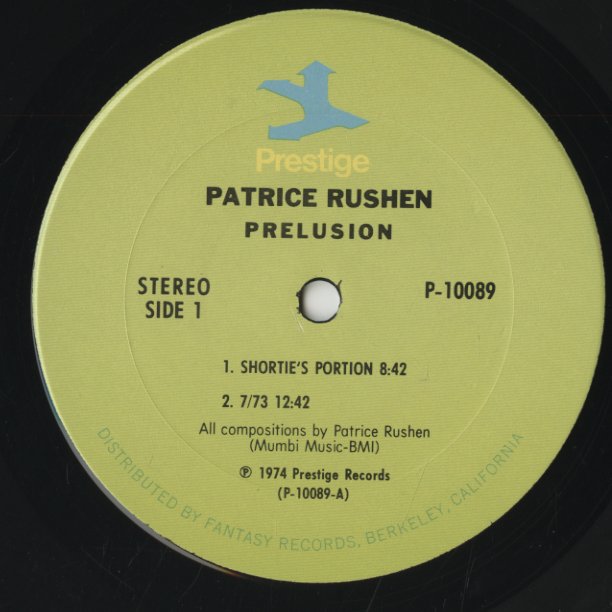 Prestige
PATRICE RUSHEN
PRELUSION
STEREO
SIDE 1
P-10089
1. SHORTIE'S PORTION 8:42
2. 7/73 12:42
All compositions by Patrice Rushen
(Mumbi Music-BMI)
℗ 1974 Prestige Records
(P-10089-A)
DISTRIBUTED BY FANTASY RECORDS, BERKELEY, CALIFORNIA